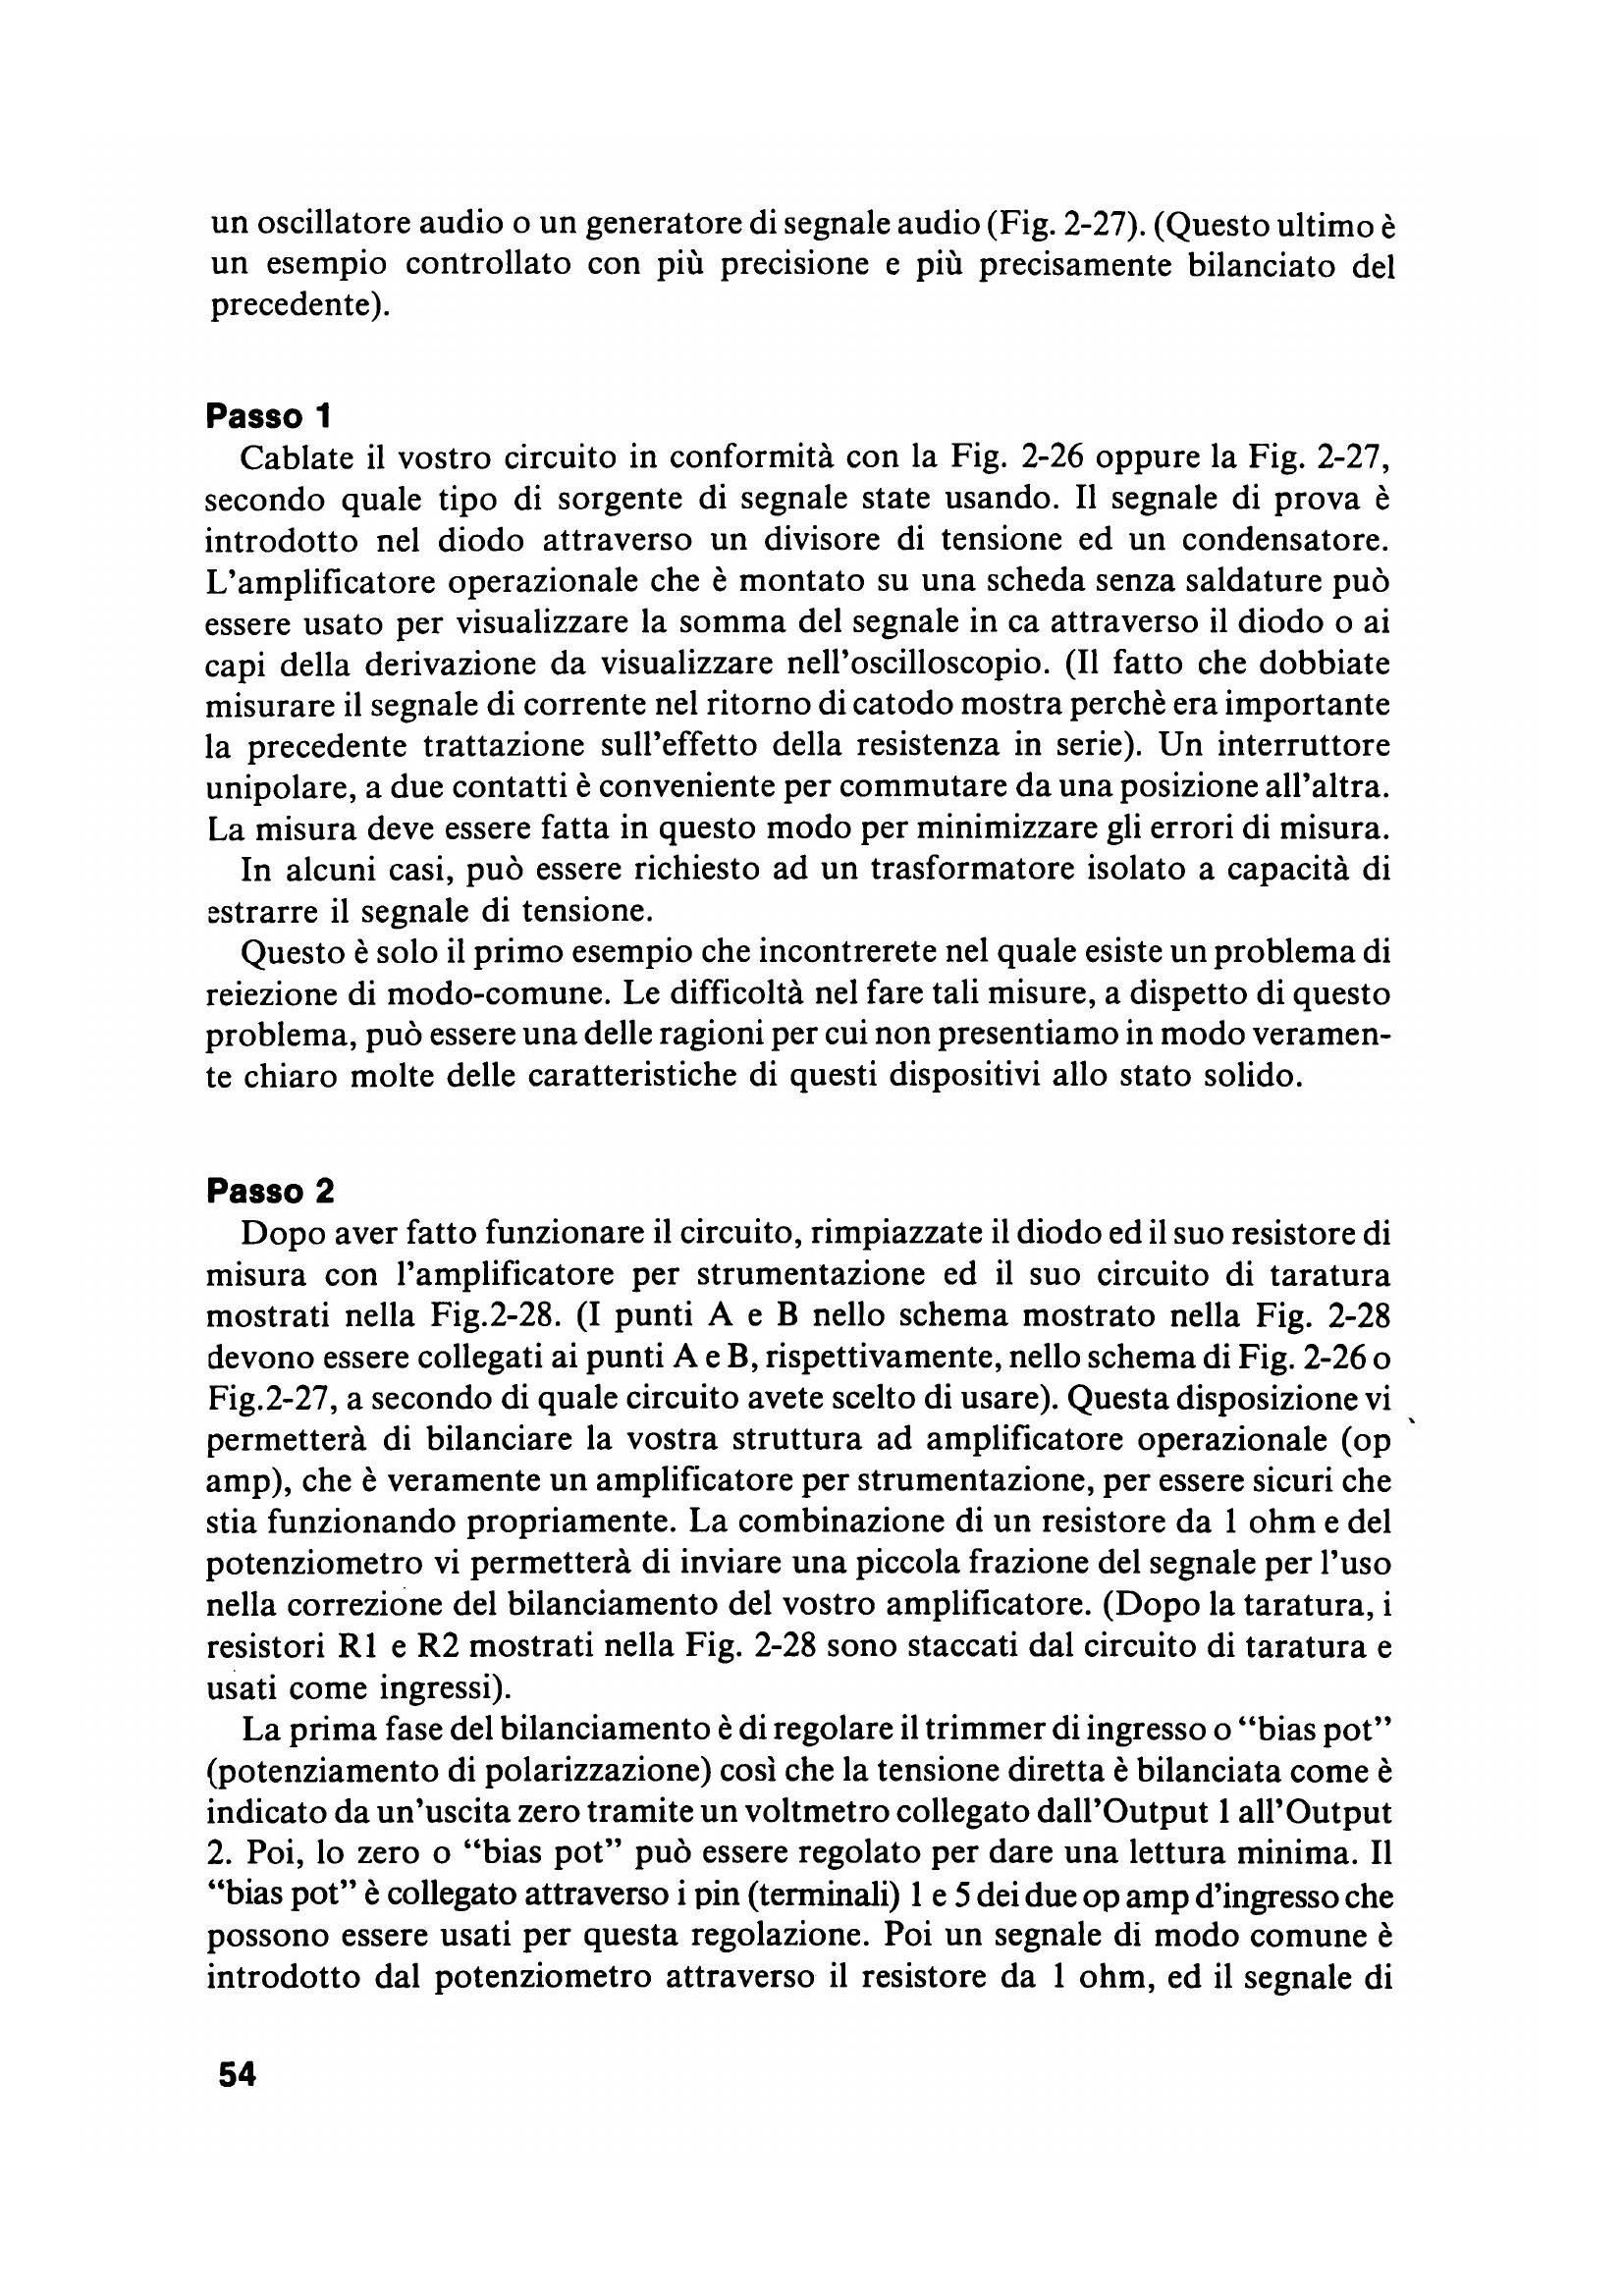 un oscillatore audio o un generatore di segnale audio (Fig. 2-27). (Questo ultimo è
un esempio controllato con più precisione e più precisamente bilanciato del
precedente).
Passo 1
Cablate il vostro circuito in conformità con la Fig. 2-26 oppure la Fig. 2-27,
secondo quale tipo di sorgente di segnale state usando. Il segnale di prova è
introdotto nel diodo attraverso un divisore di tensione ed un condensatore.
L'amplificatore operazionale che è montato su una scheda senza saldature può
essere usato per visualizzare la somma del segnale in ca attraverso il diodo o ai
capi della derivazione da visualizzare nell'oscilloscopio. (Il fatto che dobbiate
misurare il segnale di corrente nel ritorno di catodo mostra perchè era importante
la precedente trattazione sull'effetto della resistenza in serie). Un interruttore
unipolare, a due contatti è conveniente per commutare da una posizione all'altra.
La misura deve essere fatta in questo modo per minimizzare gli errori di misura.
In alcuni casi, può essere richiesto ad un trasformatore isolato a capacità di
estrarre il segnale di tensione.
Questo è solo il primo esempio che incontrerete nel quale esiste un problema di
reiezione di modo-comune. Le difficoltà nel fare tali misure, a dispetto di questo
problema, può essere una delle ragioni per cui non presentiamo in modo veramen-
te chiaro molte delle caratteristiche di questi dispositivi allo stato solido.
Passo 2
Dopo aver fatto funzionare il circuito, rimpiazzate il diodo ed il suo resistore di
misura con l'amplificatore per strumentazione ed il suo circuito di taratura
mostrati nella Fig.2-28. (I punti A e B nello schema mostrato nella Fig. 2-28
devono essere collegati ai punti A e B, rispettivamente, nello schema di Fig. 2-26 o
Fig.2-27, a secondo di quale circuito avete scelto di usare). Questa disposizione vi
permetterà di bilanciare la vostra struttura ad amplificatore operazionale (op
amp), che è veramente un amplificatore per strumentazione, per essere sicuri che
stia funzionando propriamente. La combinazione di un resistore da 1 ohm e del
potenziometro vi permetterà di inviare una piccola frazione del segnale per l'uso
nella correzione del bilanciamento del vostro amplificatore. (Dopo la taratura, i
resistori R1 e R2 mostrati nella Fig. 2-28 sono staccati dal circuito di taratura e
usati come ingressi).
La prima fase del bilanciamento è di regolare il trimmer di ingresso o “bias pot”
(potenziamento di polarizzazione) così che la tensione diretta è bilanciata come è
indicato da un'uscita zero tramite un voltmetro collegato dall'Output 1 all'Output
2. Poi, lo zero o “bias pot” può essere regolato per dare una lettura minima. Il
“bias pot” è collegato attraverso i pin (terminali) 1 e 5 dei due op amp d'ingresso che
possono essere usati per questa regolazione. Poi un segnale di modo comune è
introdotto dal potenziometro attraverso il resistore da 1 ohm, ed il segnale di
54